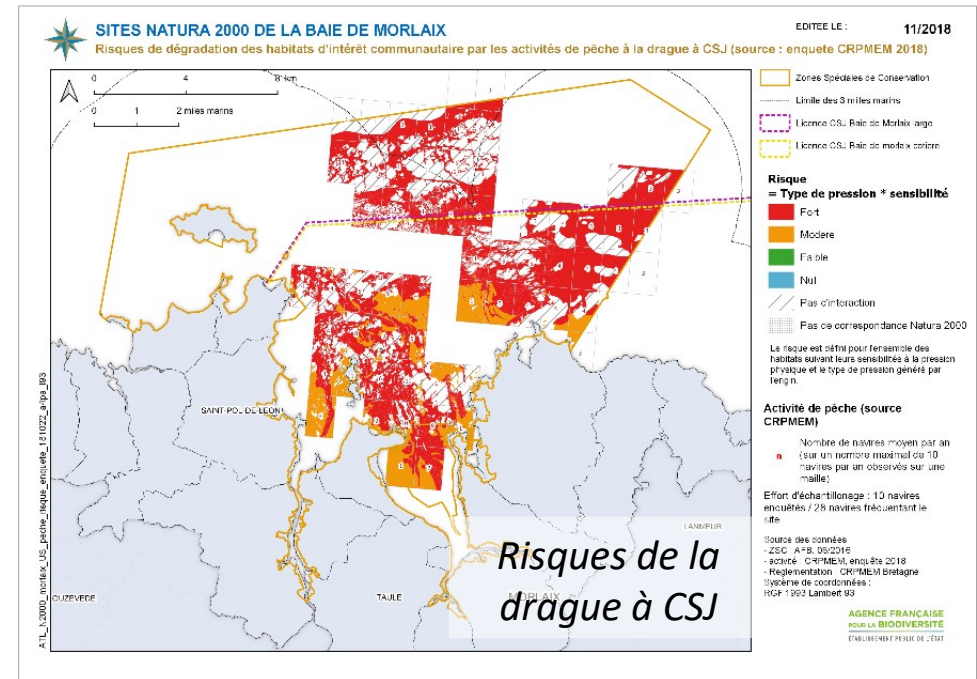 SITES NATURA 2000 DE LA BAIE DE MORLAIX
EDITEE LE :
11/2018
Risques de dégradation des habitats d'intérêt communautaire par les activités de pêche à la drague à CSJ (source : enquete CRPMEM 2018)
0 4 8 km
0 1 2 miles marins
Zones Spéciales de Conservation
Limite des 3 miles marins
Licence CSJ Baie de Morlaix large
Licence CSJ Baie de morlaix cotiere
Risque
= Type de pression * sensibilité
Fort
Modere
Faible
Nul
Pas d'interaction
Pas de correspondance Natura 2000
Le risque est défini pour l'ensemble des
habitats suivant leurs sensibilités à la pression
physique et le type de pression généré par
l'engin.
Activité de pêche (source
CRPMEM)
n
Nombre de navires moyen par an
(sur un nombre maximal de 10
navires par an observés sur une
maille)
Effort d'échantillonage : 10 navires
enquêtés / 28 navires fréquentant le
site
Source des données
- ZSC : AFB, 05/2016
- activité : CRPMEM, enquête 2018
- Reglementation : CRPMEM Bretagne
Système de coordonnées :
RGF 1993 Lambert 93
AGENCE FRANÇAISE
POUR LA BIODIVERSITÉ
ÉTABLISSEMENT PUBLIC DE L'ÉTAT
SAINT-POL-DE-LEON
LANMEUR
TAULE
MORLAIX
OUZEVEDE
Risques de la
drague à CSJ